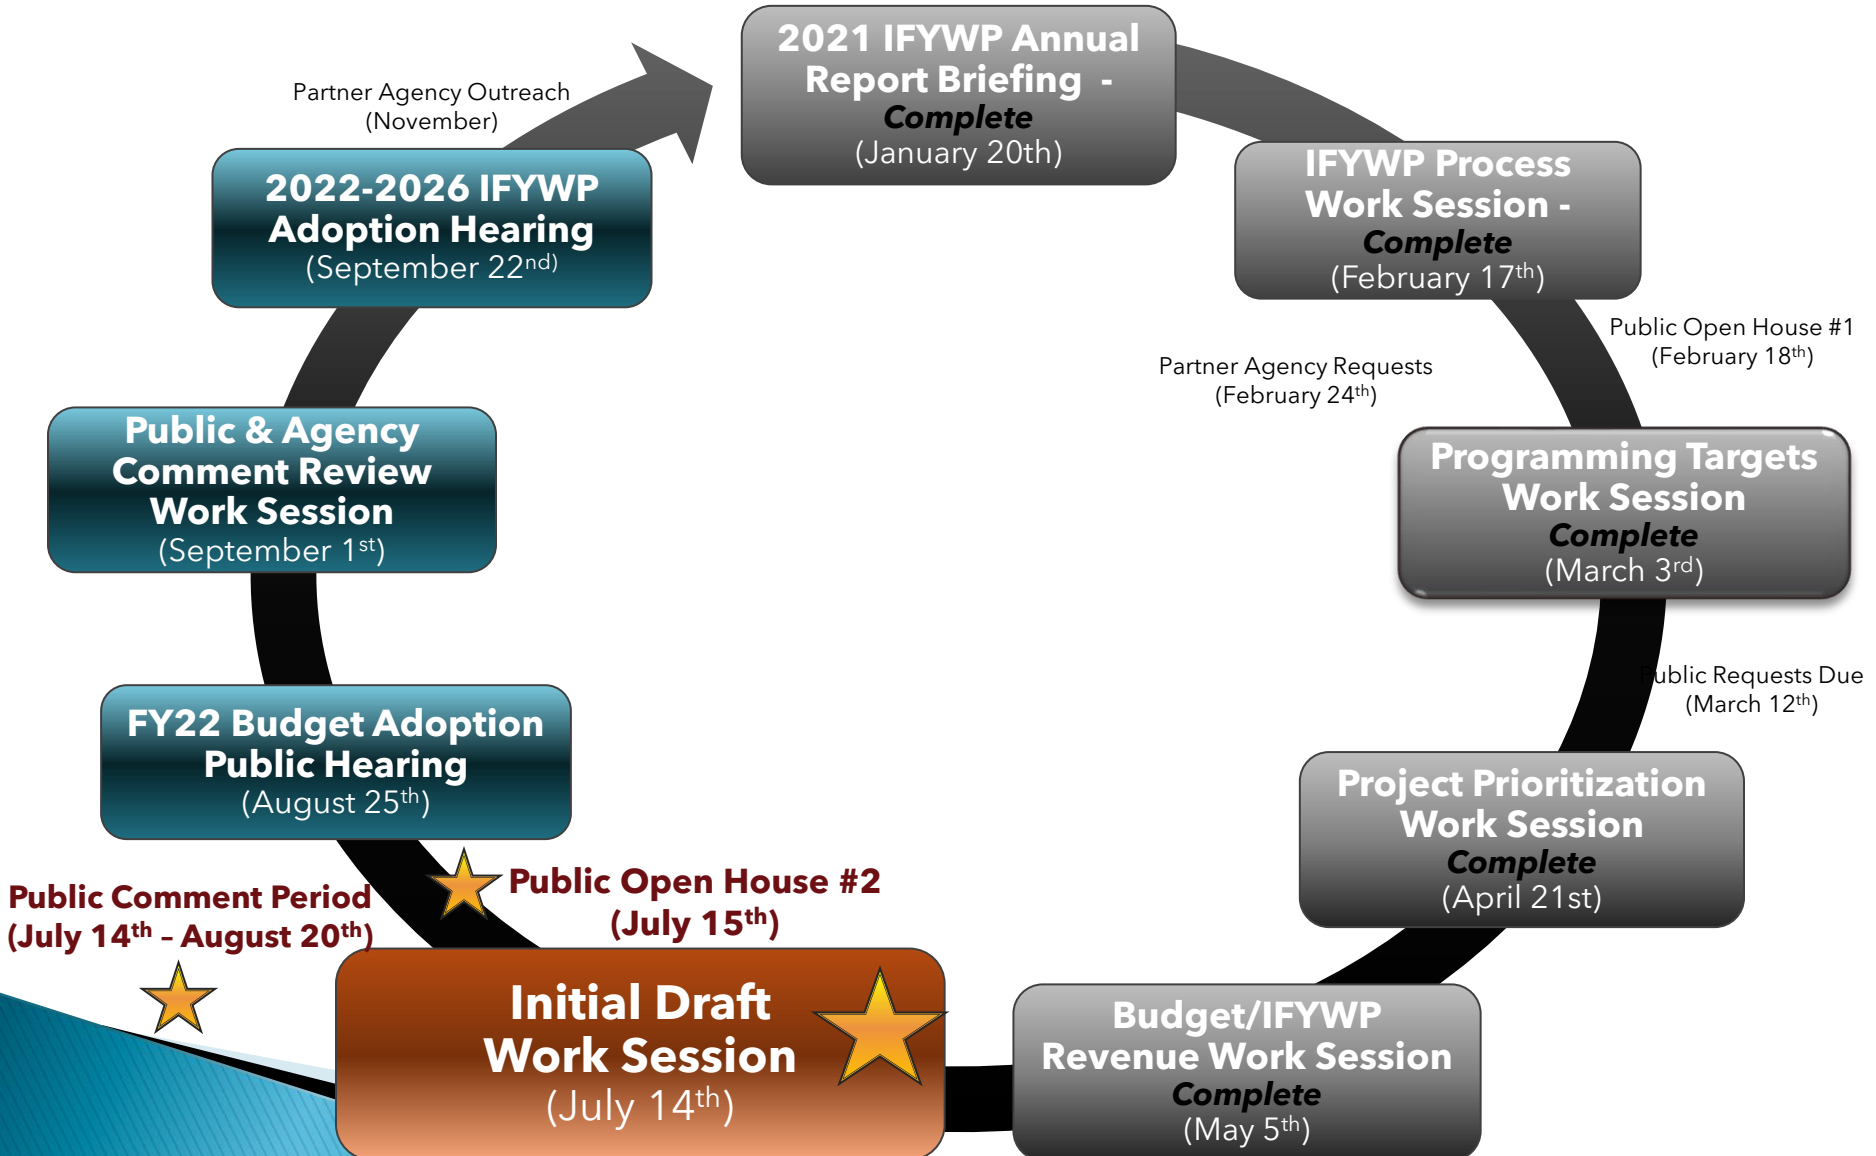 2021 IFYWP Annual
Report Briefing -
Complete
(January 20th)
IFYWP Process
Work Session -
Complete
(February 17th)
Public Open House #1
(February 18th)
Partner Agency Requests
(February 24th)
Programming Targets
Work Session
Complete
(March 3rd)
Public Requests Due
(March 12th)
Project Prioritization
Work Session
Complete
(April 21st)
Budget/IFYWP
Revenue Work Session
Complete
(May 5th)
Initial Draft
Work Session
(July 14th)
Public Open House #2
(July 15th)
Public Comment Period
(July 14th – August 20th)
FY22 Budget Adoption
Public Hearing
(August 25th)
Public & Agency
Comment Review
Work Session
(September 1st)
2022-2026 IFYWP
Adoption Hearing
(September 22nd)
Partner Agency Outreach
(November)